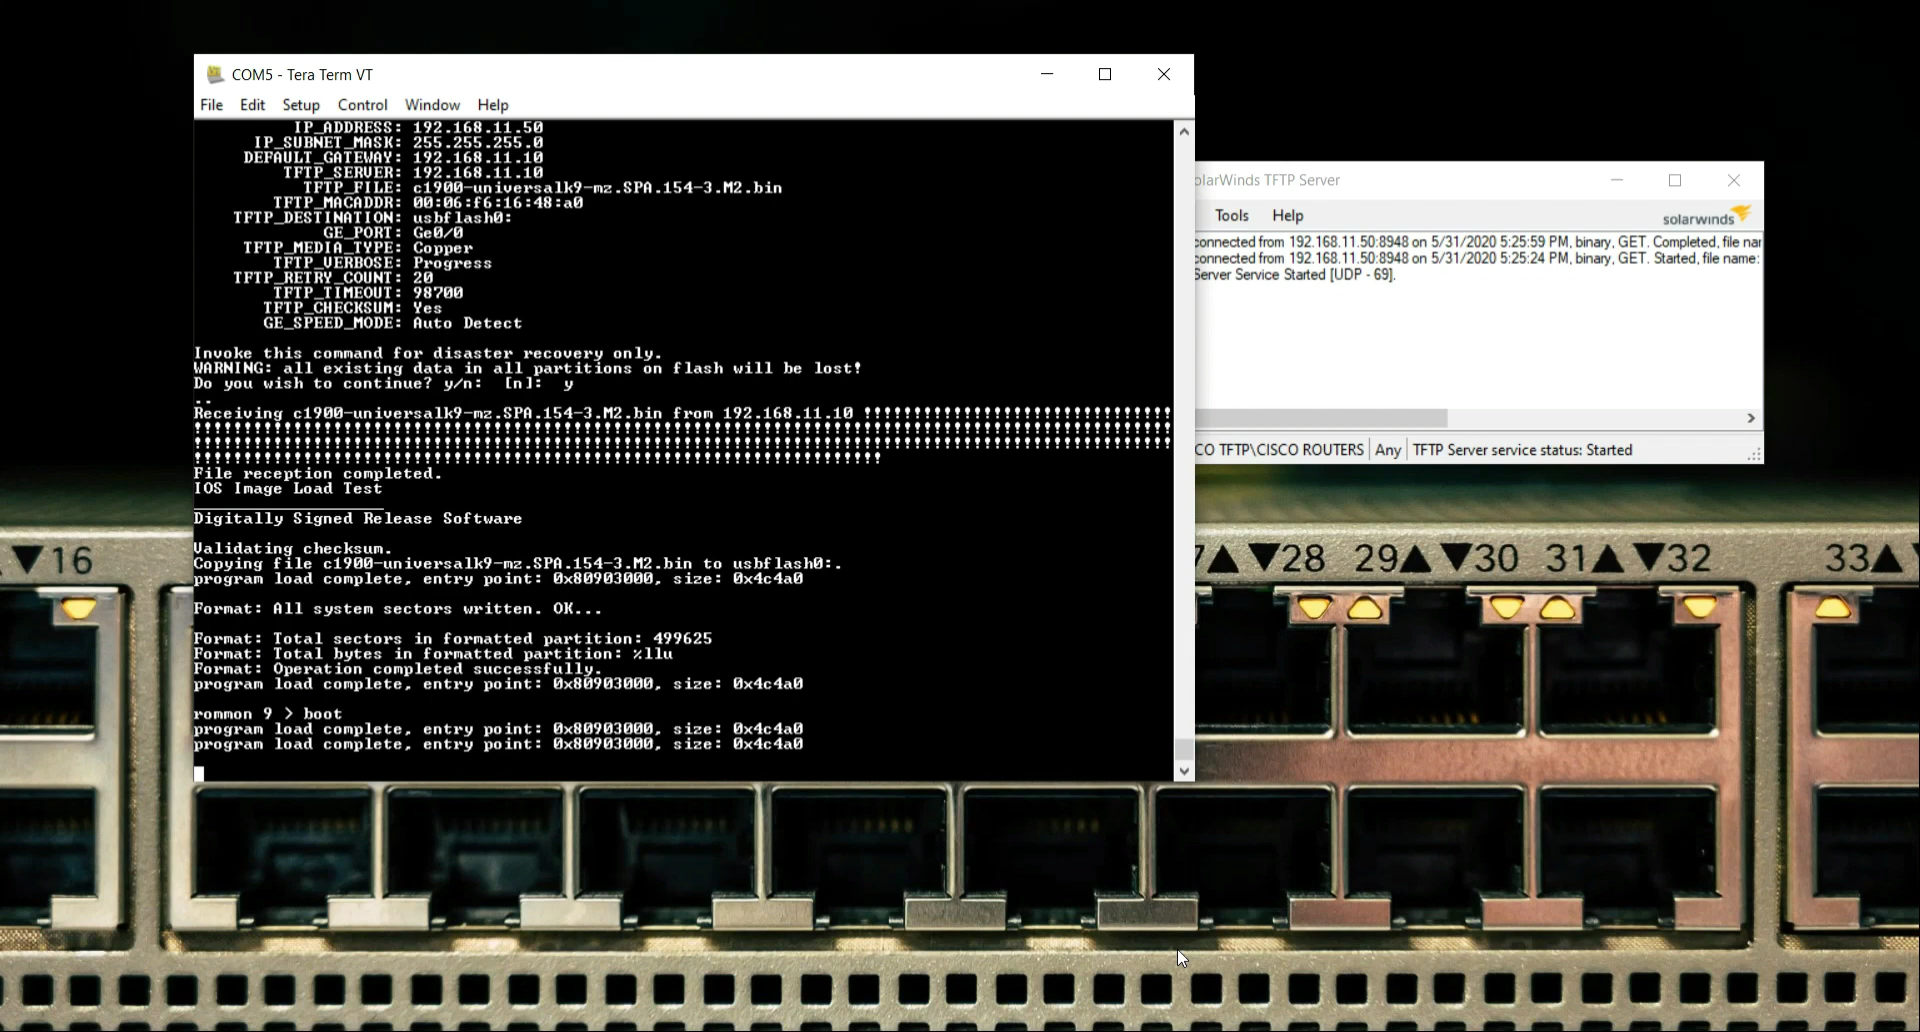 COM5 - Tera Term VT
File Edit Setup Control Window Help
IP_ADDRESS: 192.168.11.50
IP_SUBNET_MASK: 255.255.255.0
DEFAULT_GATEWAY: 192.168.11.10
TFTP_SERVER: 192.168.11.10
TFTP_FILE: c1900-universalk9-mz.SPA.154-3.M2.bin
TFTP_MACADDR: 00:06:f6:16:48:a0
TFTP_DESTINATION: usbflash0:
GE_PORT: Ge0/0
TFTP_MEDIA_TYPE: Copper
TFTP_VERBOSE: Progress
TFTP_RETRY_COUNT: 20
TFTP_TIMEOUT: 98700
TFTP_CHECKSUM: Yes
GE_SPEED_MODE: Auto Detect
Invoke this command for disaster recovery only.
WARNING: all existing data in all partitions on flash will be lost!
Do you wish to continue? y/n:  [n]:  y
..
Receiving c1900-universalk9-mz.SPA.154-3.M2.bin from 192.168.11.10 !!!!!!!!!!!!!!!!!!!!!!!!!!!!!!!
!!!!!!!!!!!!!!!!!!!!!!!!!!!!!!!!!!!!!!!!!!!!!!!!!!!!!!!!!!!!!!!!!!!!!!!!!!!!!!!!!!!!!!!!!!!!!!!!!!
!!!!!!!!!!!!!!!!!!!!!!!!!!!!!!!!!!!!!!!!!!!!!!!!!!!!!!!!!!!!!!!!!!!!!!!!!!!!!!!!!!!!!!!!!!!!!!!!!!
!!!!!!!!!!!!!!!!!!!!!!!!!!!!!!!!!!!!!!!!!!!!!!!!!!!!!!!!!!!!!!!!!!!!!
File reception completed.
IOS Image Load Test
___________________
Digitally Signed Release Software
Validating checksum.
Copying file c1900-universalk9-mz.SPA.154-3.M2.bin to usbflash0:.
program load complete, entry point: 0x80903000, size: 0x4c4a0
Format: All system sectors written. OK...
Format: Total sectors in formatted partition: 499625
Format: Total bytes in formatted partition: %llu
Format: Operation completed successfully.
program load complete, entry point: 0x80903000, size: 0x4c4a0
rommon 9 > boot
program load complete, entry point: 0x80903000, size: 0x4c4a0
program load complete, entry point: 0x80903000, size: 0x4c4a0
olarWinds TFTP Server
Tools Help
solarwinds
connected from 192.168.11.50:8948 on 5/31/2020 5:25:59 PM, binary, GET. Completed, file nar
connected from 192.168.11.50:8948 on 5/31/2020 5:25:24 PM, binary, GET. Started, file name:
Server Service Started [UDP - 69].
CO TFTP\CISCO ROUTERS Any TFTP Server service status: Started
▼16
7▲ ▼28 29▲ ▼30 31▲ ▼32 33▲